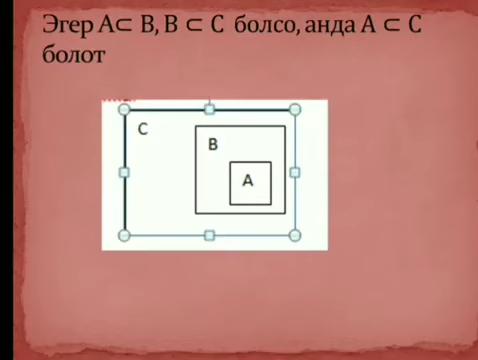 Эгер А⊂ В, В ⊂ С болсо, анда А ⊂ С
болот
С
В
А